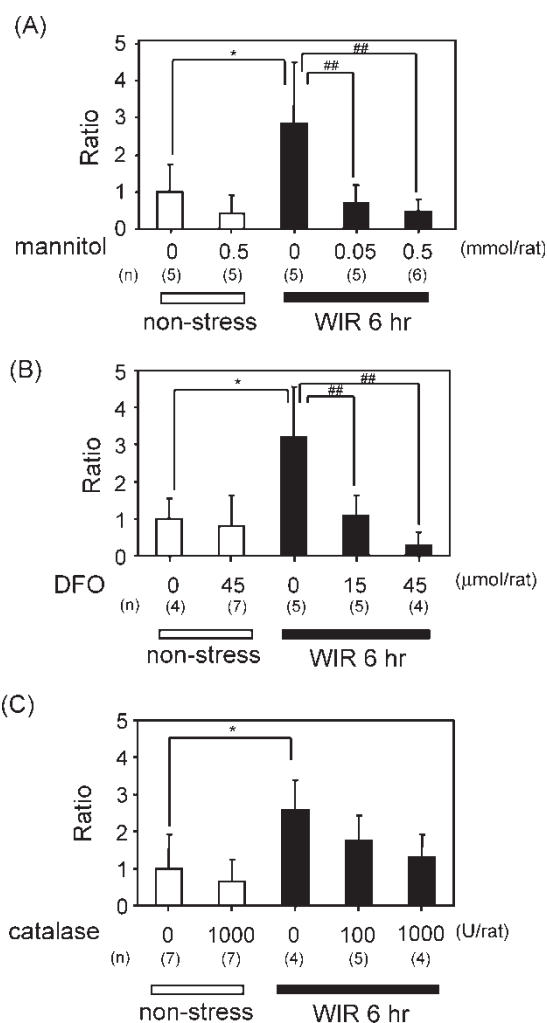 (A)
5
4
3
2
1
0
Ratio
*
##
##
mannitol 0 0.5 0 0.05 0.5 (mmol/rat)
(n) (5) (5) (5) (5) (6)
non-stress WIR 6 hr
(B)
5
4
3
2
1
0
Ratio
*
##
##
DFO 0 45 0 15 45 (μmol/rat)
(n) (4) (7) (5) (5) (4)
non-stress WIR 6 hr
(C)
5
4
3
2
1
0
Ratio
*
catalase 0 1000 0 100 1000 (U/rat)
(n) (7) (7) (4) (5) (4)
non-stress WIR 6 hr